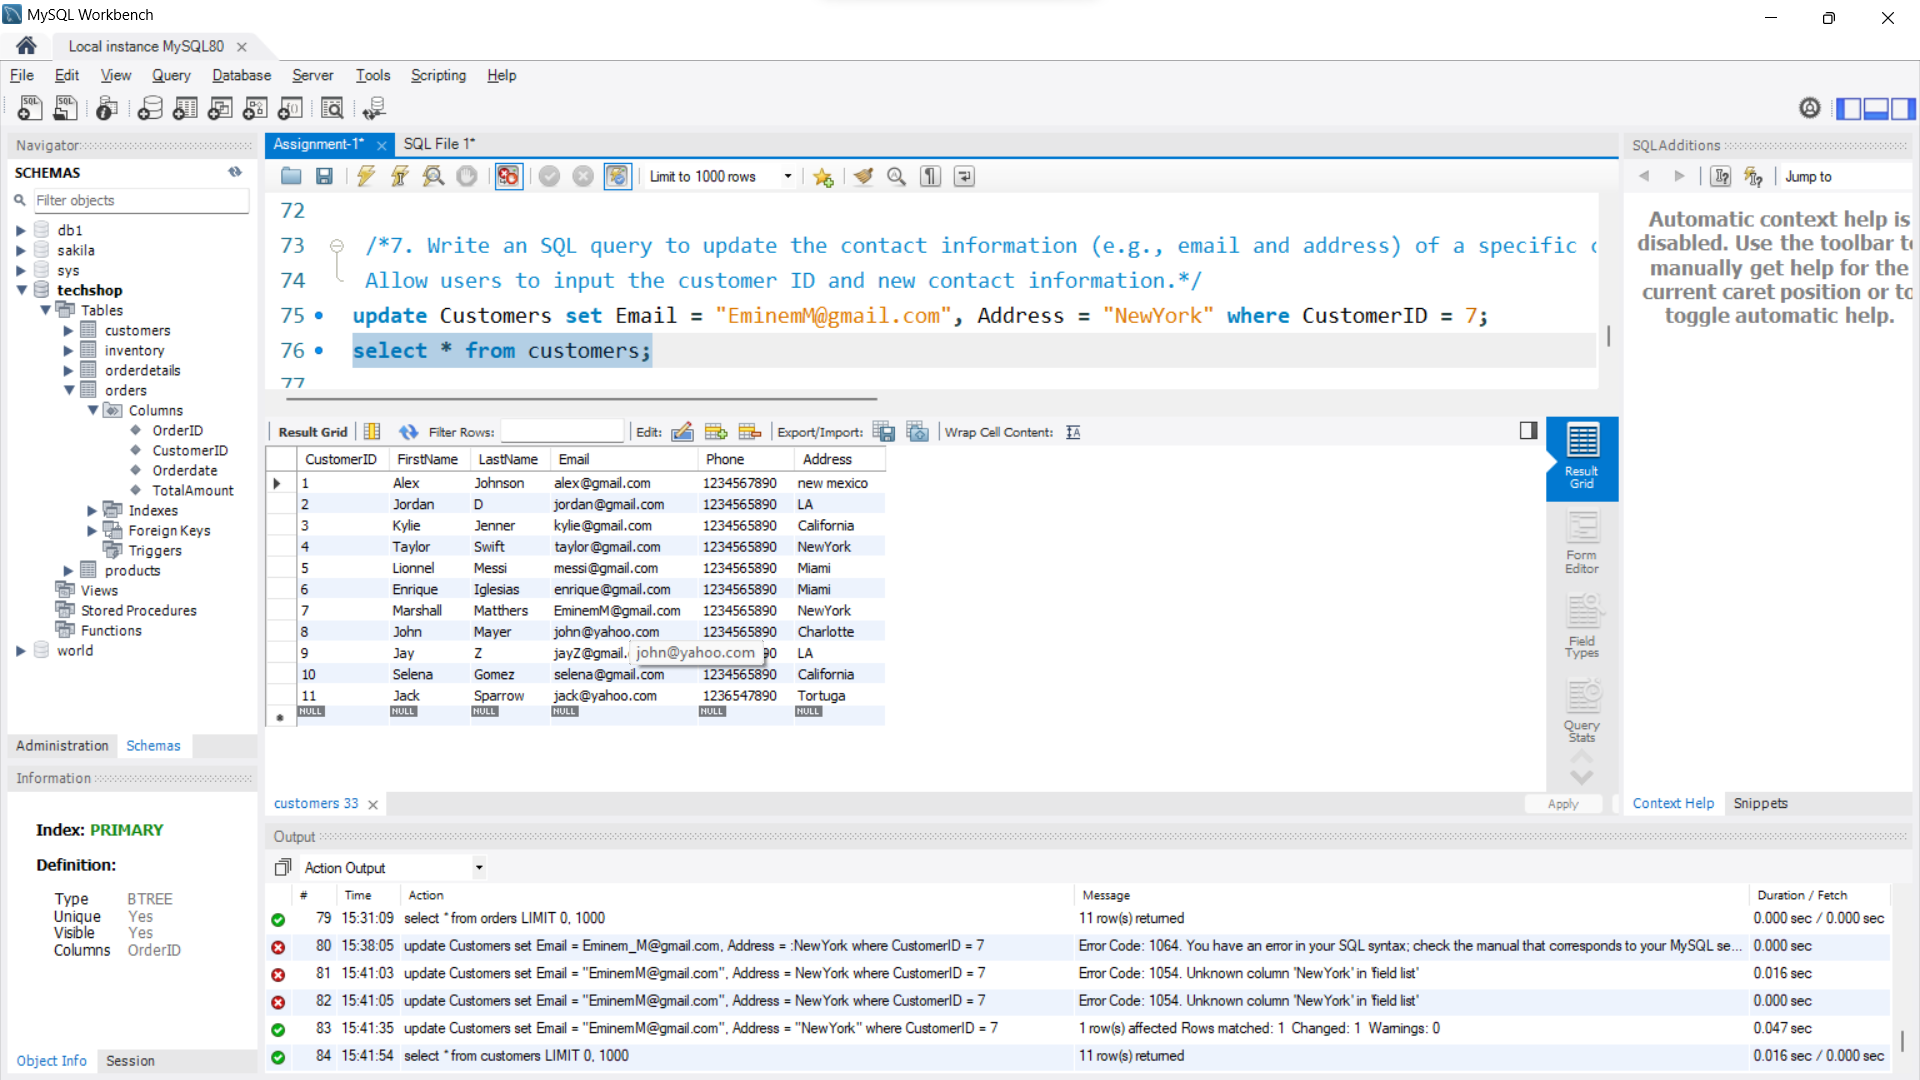 MySQL Workbench
Local instance MySQL80
File Edit View Query Database Server Tools Scripting Help
Navigator
SCHEMAS
Filter objects
db1
sakila
sys
techshop
Tables
customers
inventory
orderdetails
orders
Columns
OrderID
CustomerID
Orderdate
TotalAmount
Indexes
Foreign Keys
Triggers
products
Views
Stored Procedures
Functions
world
Administration Schemas
Information
Index: PRIMARY
Definition:
Type BTREE
Unique Yes
Visible Yes
Columns OrderID
Object Info Session
Assignment-1* SQL File 1*
Limit to 1000 rows
72
73 /*7. Write an SQL query to update the contact information (e.g., email and address) of a specific
74 Allow users to input the customer ID and new contact information.*/
75 update Customers set Email = "EminemM@gmail.com", Address = "NewYork" where CustomerID = 7;
76 select * from customers;
77
Result Grid Filter Rows: Edit: Export/Import: Wrap Cell Content:
CustomerID FirstName LastName Email Phone Address
1 Alex Johnson alex@gmail.com 1234567890 new mexico
2 Jordan D jordan@gmail.com 1234565890 LA
3 Kylie Jenner kylie@gmail.com 1234565890 California
4 Taylor Swift taylor@gmail.com 1234565890 NewYork
5 Lionnel Messi messi@gmail.com 1234565890 Miami
6 Enrique Iglesias enrique@gmail.com 1234565890 Miami
7 Marshall Matthers EminemM@gmail.com 1234565890 NewYork
8 John Mayer john@yahoo.com 1234565890 Charlotte
9 Jay Z jayZ@gmail. john@yahoo.com 90 LA
10 Selena Gomez selena@gmail.com 1234565890 California
11 Jack Sparrow jack@yahoo.com 1236547890 Tortuga
NULL NULL NULL NULL NULL NULL
Result
Grid
Form
Editor
Field
Types
Query
Stats
customers 33
Apply
SQLAdditions
Jump to
Automatic context help is
disabled. Use the toolbar to
manually get help for the
current caret position or to
toggle automatic help.
Context Help Snippets
Output
Action Output
# Time Action Message Duration / Fetch
79 15:31:09 select * from orders LIMIT 0, 1000 11 row(s) returned 0.000 sec / 0.000 sec
80 15:38:05 update Customers set Email = Eminem_M@gmail.com, Address = :NewYork where CustomerID = 7 Error Code: 1064. You have an error in your SQL syntax; check the manual that corresponds to your MySQL se... 0.000 sec
81 15:41:03 update Customers set Email = "EminemM@gmail.com", Address = NewYork where CustomerID = 7 Error Code: 1054. Unknown column 'NewYork' in 'field list' 0.016 sec
82 15:41:05 update Customers set Email = "EminemM@gmail.com", Address = NewYork where CustomerID = 7 Error Code: 1054. Unknown column 'NewYork' in 'field list' 0.000 sec
83 15:41:35 update Customers set Email = "EminemM@gmail.com", Address = "NewYork" where CustomerID = 7 1 row(s) affected Rows matched: 1 Changed: 1 Warnings: 0 0.047 sec
84 15:41:54 select * from customers LIMIT 0, 1000 11 row(s) returned 0.016 sec / 0.000 sec